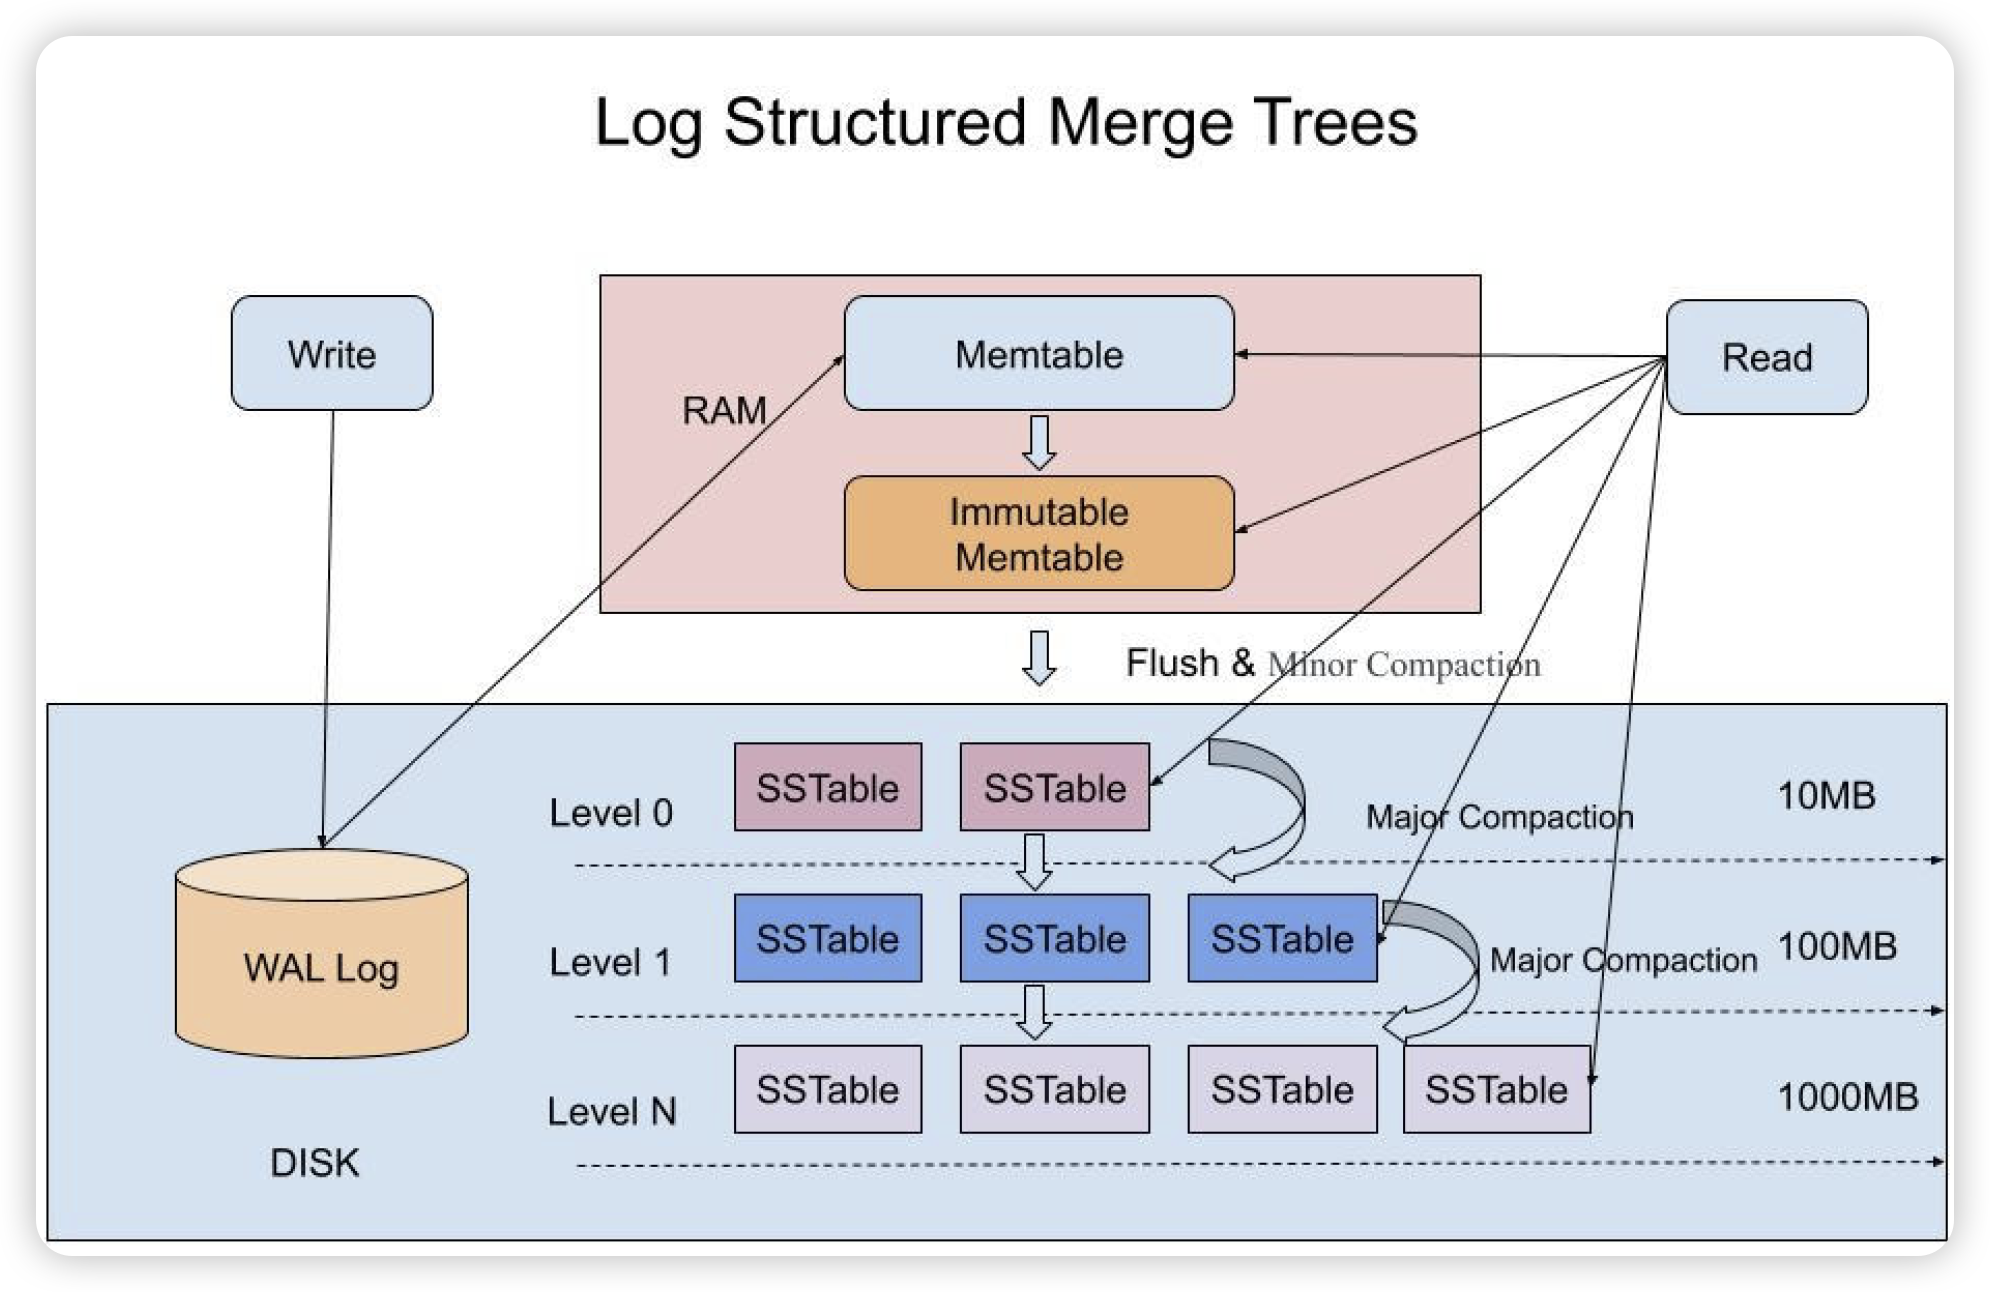 Log Structured Merge Trees
Write
Memtable
Read
RAM
Immutable
Memtable
Flush & Minor Compaction
SSTable SSTable
Level 0
Major Compaction
10MB
SSTable SSTable SSTable
Level 1
Major Compaction
100MB
WAL Log
SSTable SSTable SSTable SSTable
Level N
1000MB
DISK